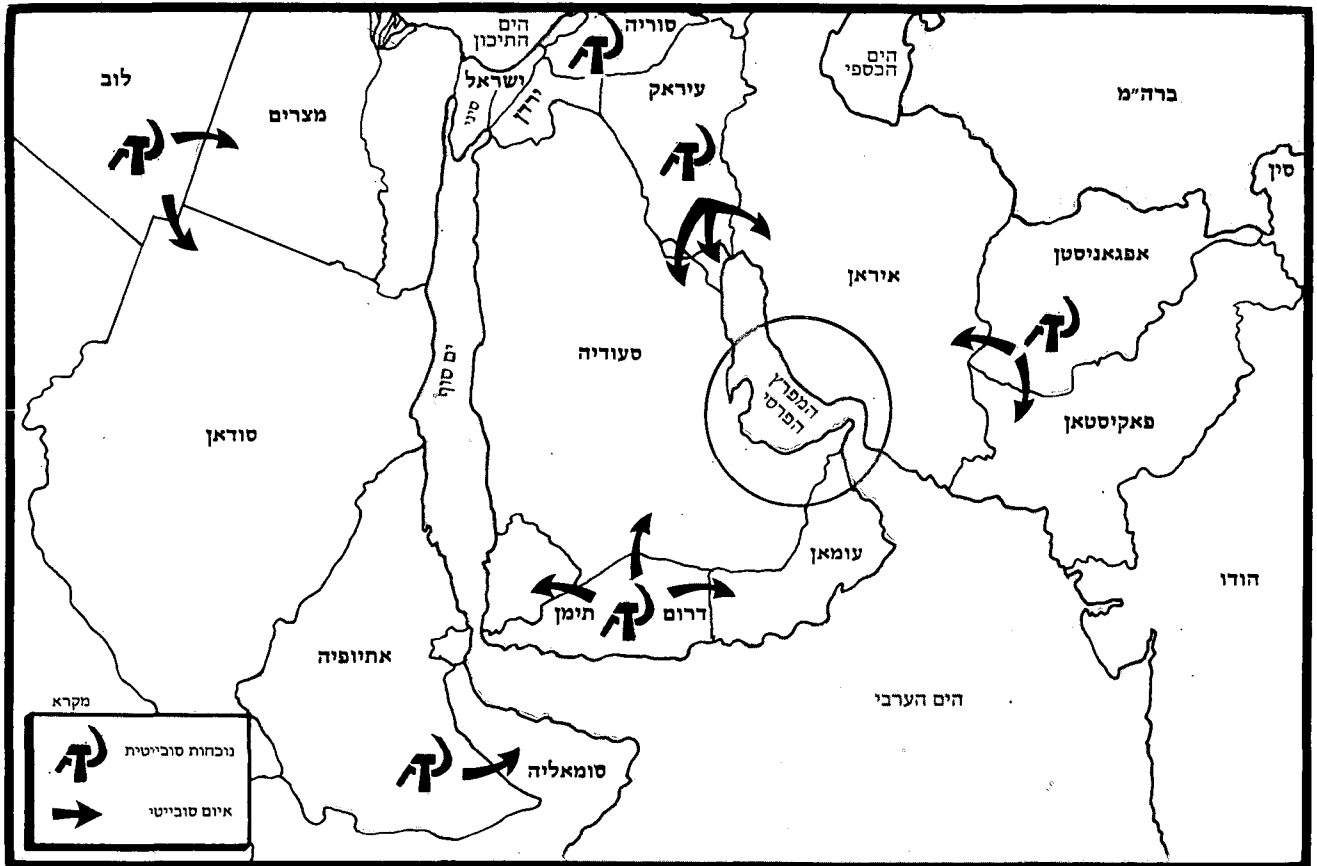 הים
התיכון
סוריה
הים
הכספי
לוב
מצרים
ישראל
סיני
ירדן
עיראק
ברה״מ
סין
אפגאניסטן
איראן
סעודיה
ים סוף
המפרץ
הפרסי
פאקיסטאן
סודאן
עומאן
הודו
דרום
תימן
אתיופיה
הים הערבי
סומאליה
מקרא
נוכחות סובייטית
איום סובייטי